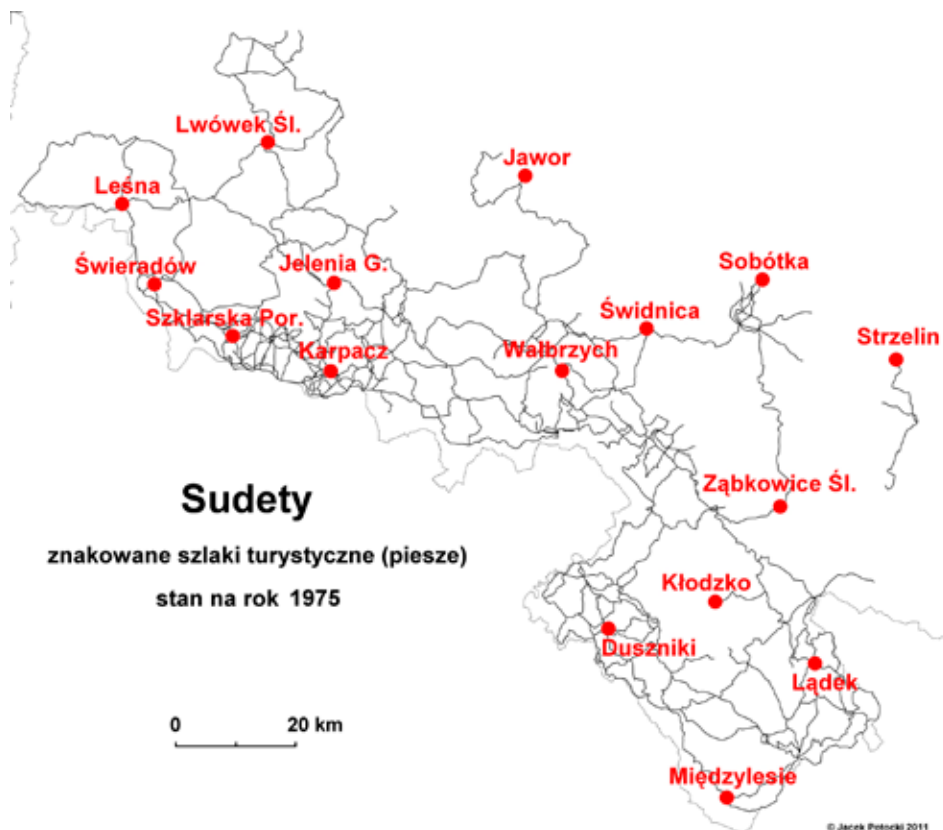 Lwówek Śl.
Jawor
Leśna
Świeradów
Jelenia G.
Sobótka
Szklarska Por.
Świdnica
Strzelin
Karpacz
Wałbrzych
Ząbkowice Śl.
Sudety
znakowane szlaki turystyczne (piesze)
stan na rok 1975
Kłodzko
Duszniki
Lądek
0 20 km
Międzylesie
© Jacek Potocki 2011